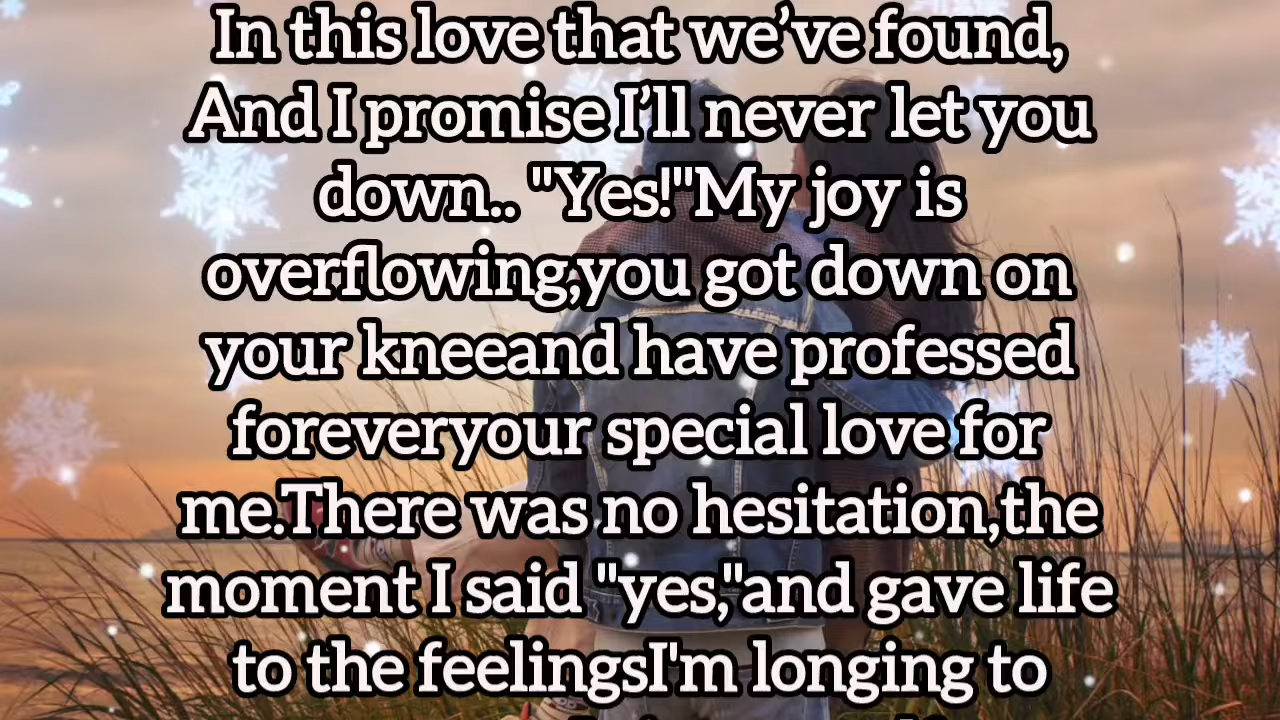 In this love that we’ve found,
And I promise I’ll never let you
down.. "Yes!"My joy is
overflowing;you got down on
your kneeand have professed
foreveryour special love for
me.There was no hesitation,the
moment I said "yes,"and gave life
to the feelingsI'm longing to